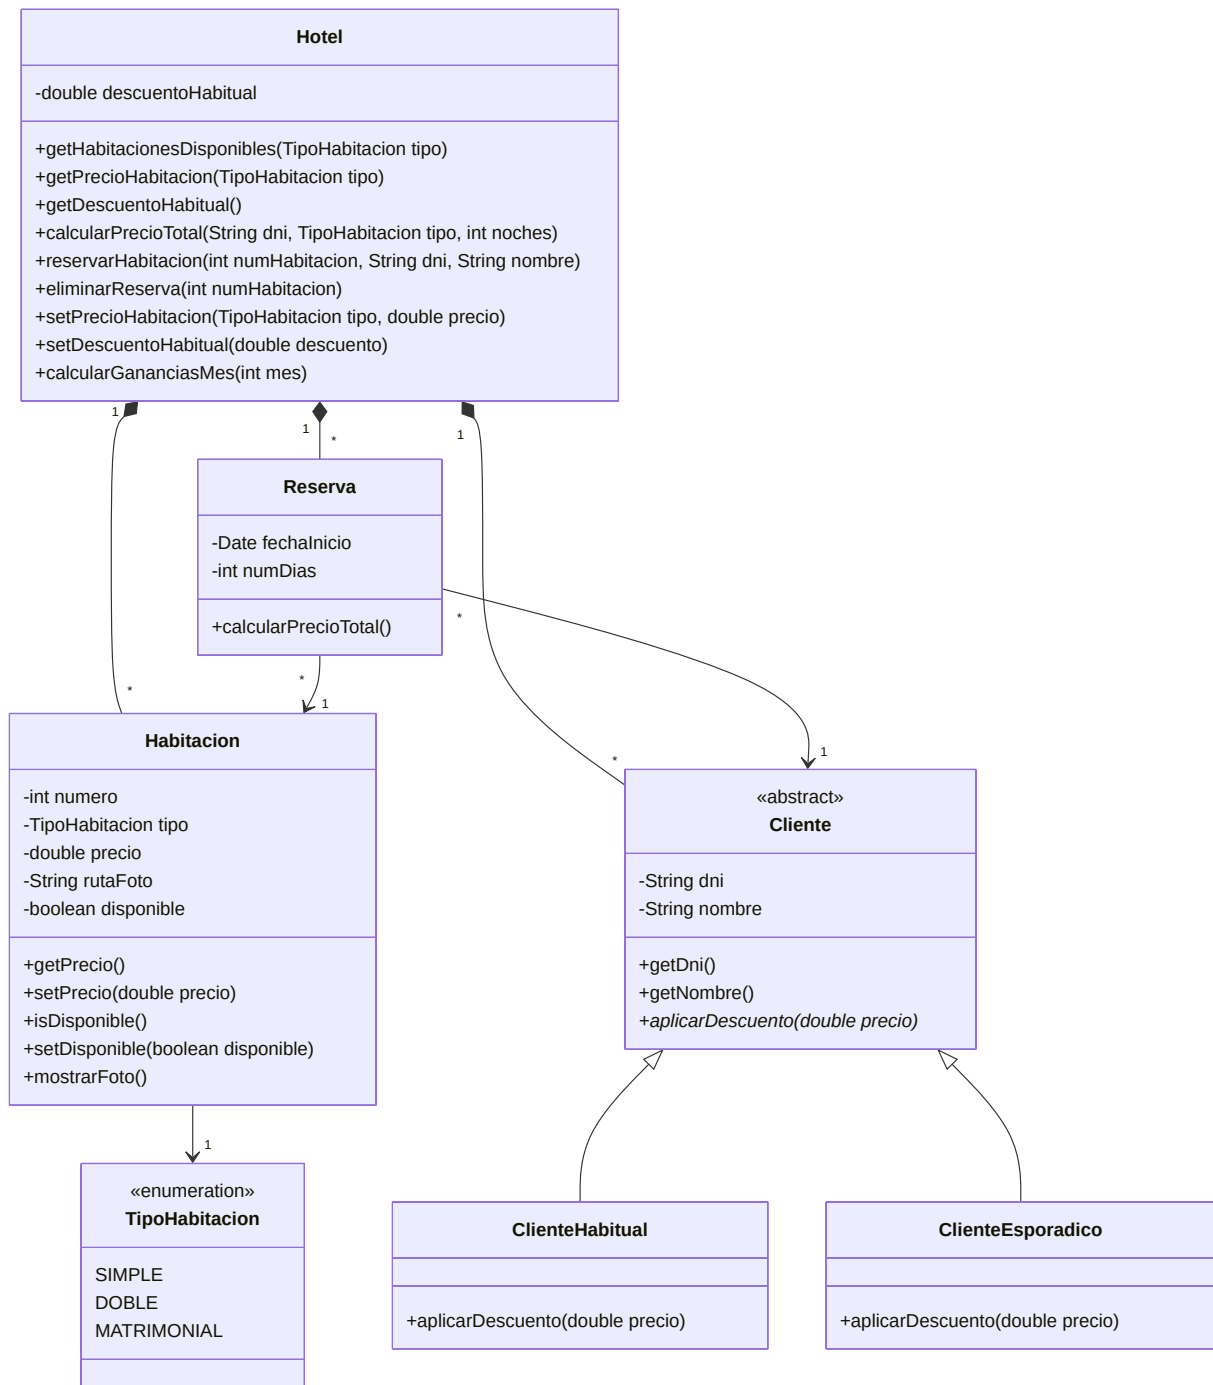 Hotel
-double descuentoHabitual
+getHabitacionesDisponibles(TipoHabitacion tipo)
+getPrecioHabitacion(TipoHabitacion tipo)
+getDescuentoHabitual()
+calcularPrecioTotal(String dni, TipoHabitacion tipo, int noches)
+reservarHabitacion(int numHabitacion, String dni, String nombre)
+eliminarReserva(int numHabitacion)
+setPrecioHabitacion(TipoHabitacion tipo, double precio)
+setDescuentoHabitual(double descuento)
+calcularGananciasMes(int mes)
1
1
*
1
Reserva
-Date fechaInicio
-int numDias
+calcularPrecioTotal()
*
*
1
*
1
*
Habitacion
-int numero
-TipoHabitacion tipo
-double precio
-String rutaFoto
-boolean disponible
+getPrecio()
+setPrecio(double precio)
+isDisponible()
+setDisponible(boolean disponible)
+mostrarFoto()
«abstract»
Cliente
-String dni
-String nombre
+getDni()
+getNombre()
+aplicarDescuento(double precio)
1
«enumeration»
TipoHabitacion
SIMPLE
DOBLE
MATRIMONIAL
ClienteHabitual
+aplicarDescuento(double precio)
ClienteEsporadico
+aplicarDescuento(double precio)